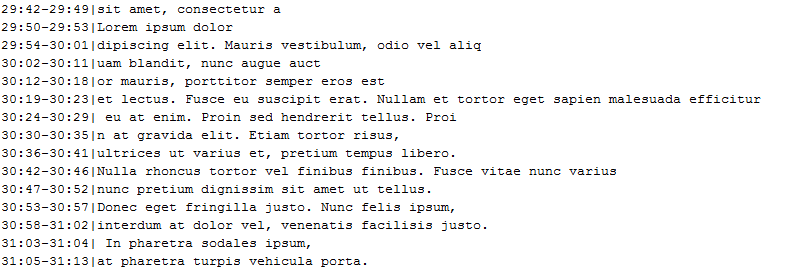 29:42-29:49|sit amet, consectetur a
29:50-29:53|Lorem ipsum dolor
29:54-30:01|dipiscing elit. Mauris vestibulum, odio vel aliq
30:02-30:11|uam blandit, nunc augue auct
30:12-30:18|or mauris, porttitor semper eros est
30:19-30:23|et lectus. Fusce eu suscipit erat. Nullam et tortor eget sapien malesuada efficitur
30:24-30:29| eu at enim. Proin sed hendrerit tellus. Proi
30:30-30:35|n at gravida elit. Etiam tortor risus,
30:36-30:41|ultrices ut varius et, pretium tempus libero.
30:42-30:46|Nulla rhoncus tortor vel finibus finibus. Fusce vitae nunc varius
30:47-30:52|nunc pretium dignissim sit amet ut tellus.
30:53-30:57|Donec eget fringilla justo. Nunc felis ipsum,
30:58-31:02|interdum at dolor vel, venenatis facilisis justo.
31:03-31:04| In pharetra sodales ipsum,
31:05-31:13|at pharetra turpis vehicula porta.